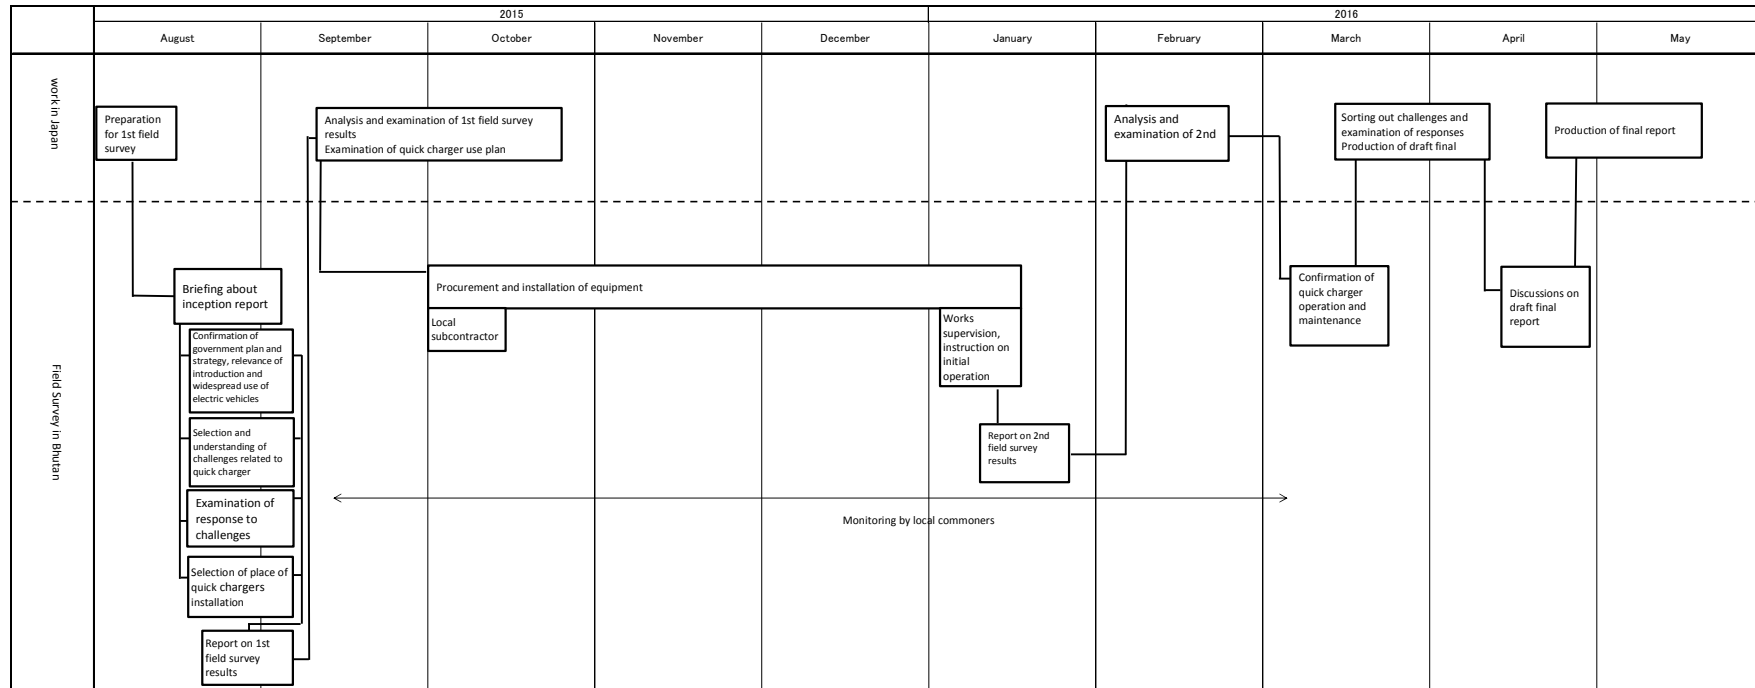 2015
2016
August
September
October
November
December
January
February
March
April
May
work in Japan
Preparation
for 1st field
survey
Analysis and examination of 1st field survey
results
Examination of quick charger use plan
Analysis and
examination of 2nd
Sorting out challenges and
examination of responses
Production of draft final
Production of final report
Field Survey in Bhutan
Briefing about
inception report
Confirmation of
government plan and
strategy, relevance of
introduction and
widespread use of
electric vehicles
Selection and
understanding of
challenges related to
quick charger
Examination of
response to
challenges
Selection of place of
quick chargers
installation
Report on 1st
field survey
results
Procurement and installation of equipment
Local
subcontractor
Works
supervision,
instruction on
initial
operation
Report on 2nd
field survey
results
Monitoring by local commoners
Confirmation of
quick charger
operation and
maintenance
Discussions on
draft final
report